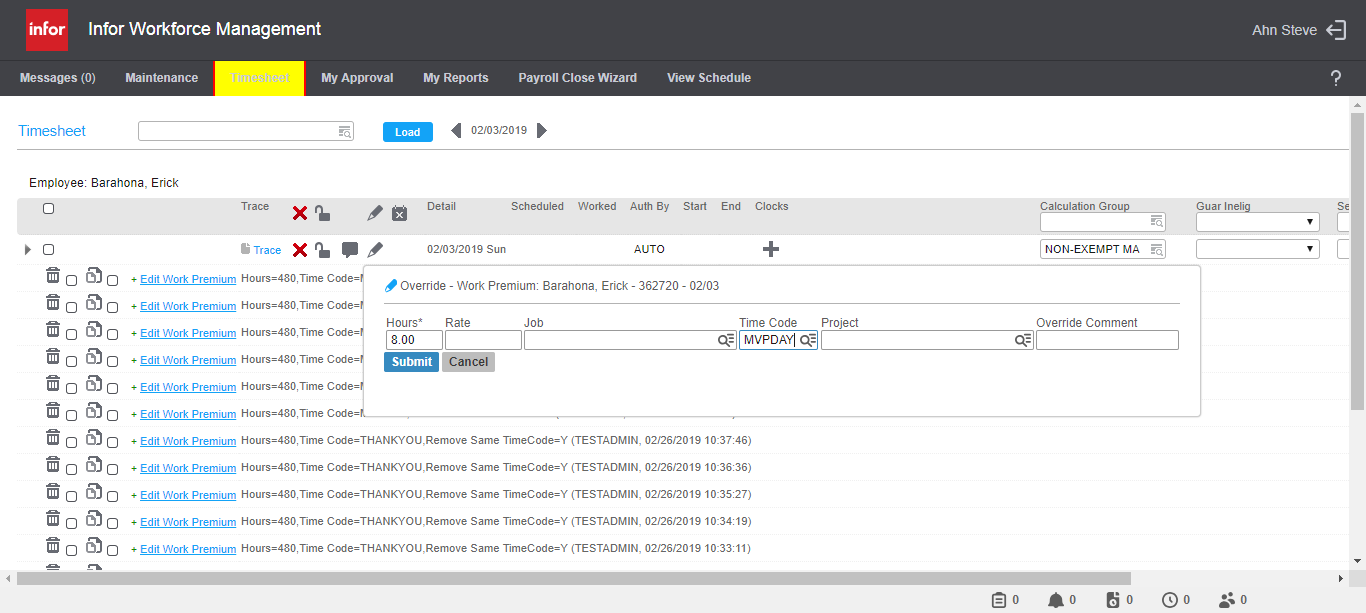 infor Infor Workforce Management Ahn Steve
Messages (0) Maintenance Timesheet My Approval My Reports Payroll Close Wizard View Schedule ?
Timesheet Load 02/03/2019
Employee: Barahona, Erick
Trace Detail Scheduled Worked Auth By Start End Clocks Calculation Group Guar Inelig Se
Trace 02/03/2019 Sun AUTO NON-EXEMPT MA
+ Edit Work Premium Hours=480,Time Code=
Override - Work Premium: Barahona, Erick - 362720 - 02/03
+ Edit Work Premium Hours=480,Time Code=
Hours* Rate Job Time Code Project Override Comment
+ Edit Work Premium Hours=480,Time Code=
8.00 MVPDAY
+ Edit Work Premium Hours=480,Time Code=
Submit Cancel
+ Edit Work Premium Hours=480,Time Code=
+ Edit Work Premium Hours=480,Time Code=
+ Edit Work Premium Hours=480,Time Code=THANKYOU,Remove Same TimeCode=Y (TESTADMIN, 02/26/2019 10:37:46)
+ Edit Work Premium Hours=480,Time Code=THANKYOU,Remove Same TimeCode=Y (TESTADMIN, 02/26/2019 10:36:36)
+ Edit Work Premium Hours=480,Time Code=THANKYOU,Remove Same TimeCode=Y (TESTADMIN, 02/26/2019 10:35:27)
+ Edit Work Premium Hours=480,Time Code=THANKYOU,Remove Same TimeCode=Y (TESTADMIN, 02/26/2019 10:34:19)
+ Edit Work Premium Hours=480,Time Code=THANKYOU,Remove Same TimeCode=Y (TESTADMIN, 02/26/2019 10:33:11)
0 0 0 0 0